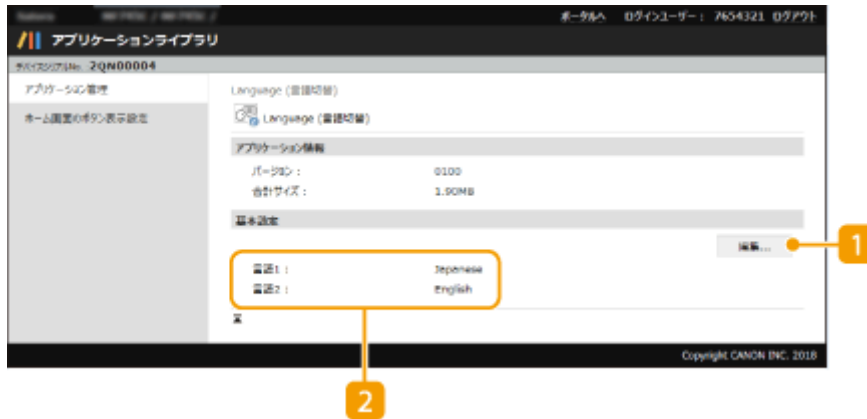 ポータルへ ログインユーザー： 7654321 ログアウト
アプリケーションライブラリ
デバイスシリアルNo. 2QN00004
アプリケーション管理
ホーム画面のボタン表示設定
Language (言語切替)
Language (言語切替)
アプリケーション情報
バージョン： 0100
合計サイズ： 1.90MB
基本設定
編集...
1
言語1： Japanese
言語2： English
Copyright CANON INC. 2018
2